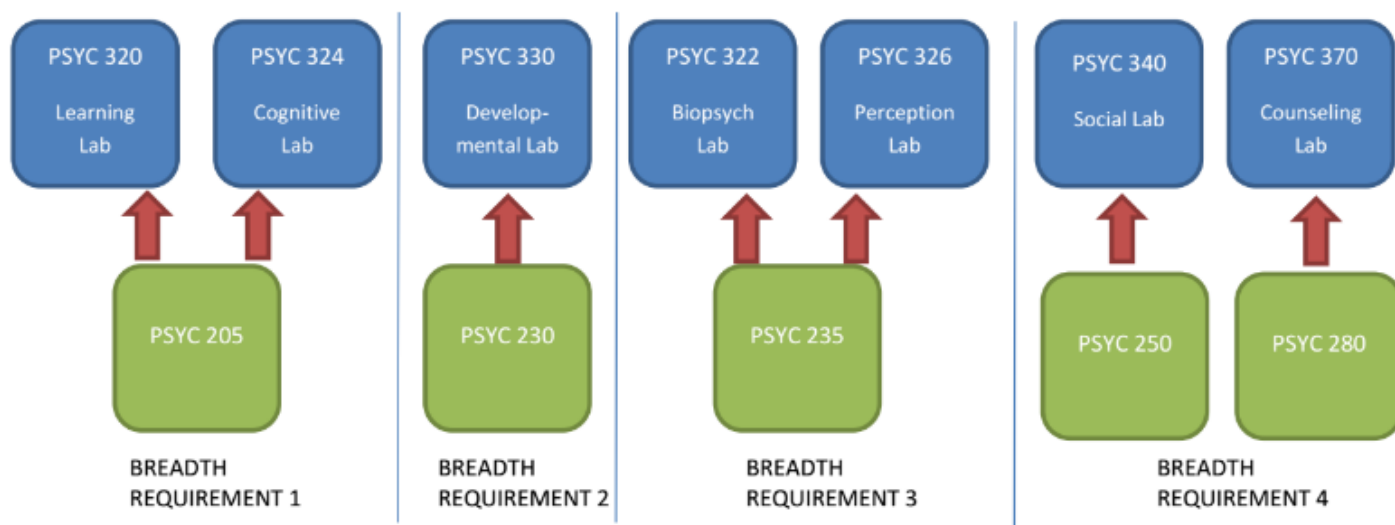 PSYC 320
Learning
Lab
PSYC 324
Cognitive
Lab
PSYC 330
Develop-
mental Lab
PSYC 322
Biopsych
Lab
PSYC 326
Perception
Lab
PSYC 340
Social Lab
PSYC 370
Counseling
Lab
PSYC 205
PSYC 230
PSYC 235
PSYC 250
PSYC 280
BREADTH
REQUIREMENT 1
BREADTH
REQUIREMENT 2
BREADTH
REQUIREMENT 3
BREADTH
REQUIREMENT 4